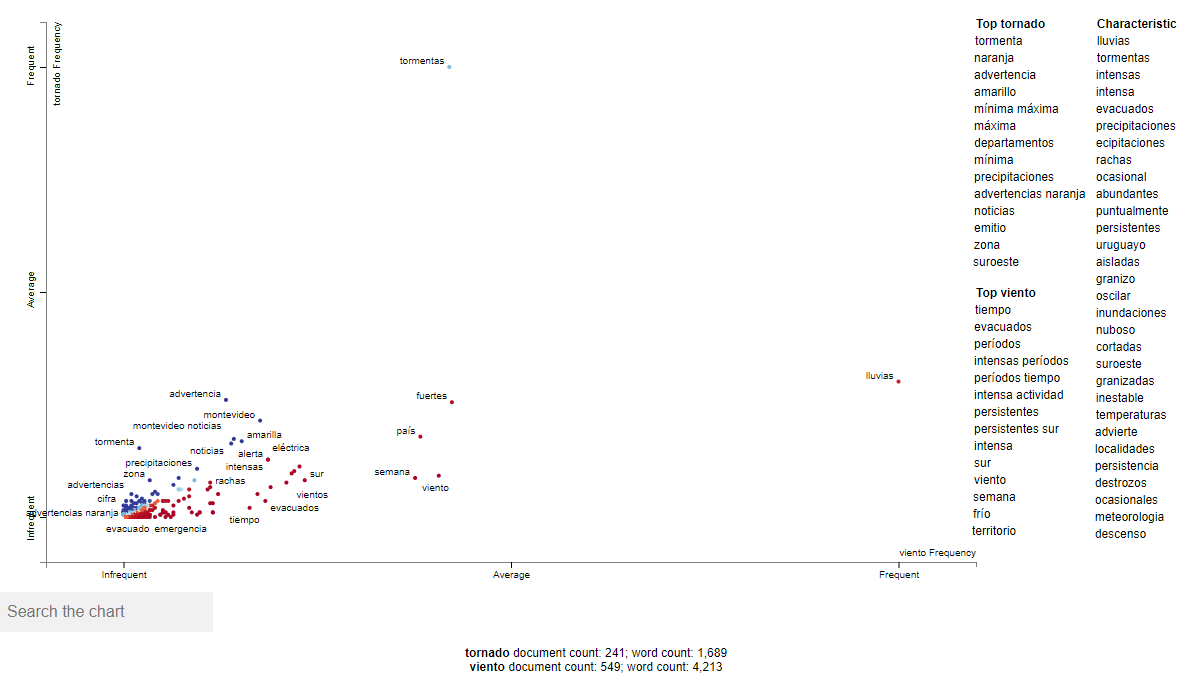 Frequent
tornado Frequency
Average
Infrequent
tormentas
lluvias
advertencia
fuertes
montevideo
montevideo noticias
país
amarilla
tormenta
noticias
eléctrica
alerta
precipitaciones
intensas
semana
sur
zona
rachas
viento
advertencias
cifra
vientos
advertencias naranja
evacuados
tiempo
evacuado
emergencia
viento Frequency
Infrequent
Average
Frequent
Top tornado
tormenta
naranja
advertencia
amarillo
mínima máxima
máxima
departamentos
mínima
precipitaciones
advertencias naranja
noticias
emitio
zona
suroeste
Top viento
tiempo
evacuados
períodos
intensas períodos
períodos tiempo
intensa actividad
persistentes
persistentes sur
intensa
sur
viento
semana
frío
territorio
Characteristic
lluvias
tormentas
intensas
intensa
evacuados
precipitaciones
ecipitaciones
rachas
ocasional
abundantes
puntualmente
persistentes
uruguayo
aisladas
granizo
oscilar
inundaciones
nuboso
cortadas
suroeste
granizadas
inestable
temperaturas
advierte
localidades
persistencia
destrozos
ocasionales
meteorologia
descenso
Search the chart
tornado document count: 241; word count: 1,689
viento document count: 549; word count: 4,213